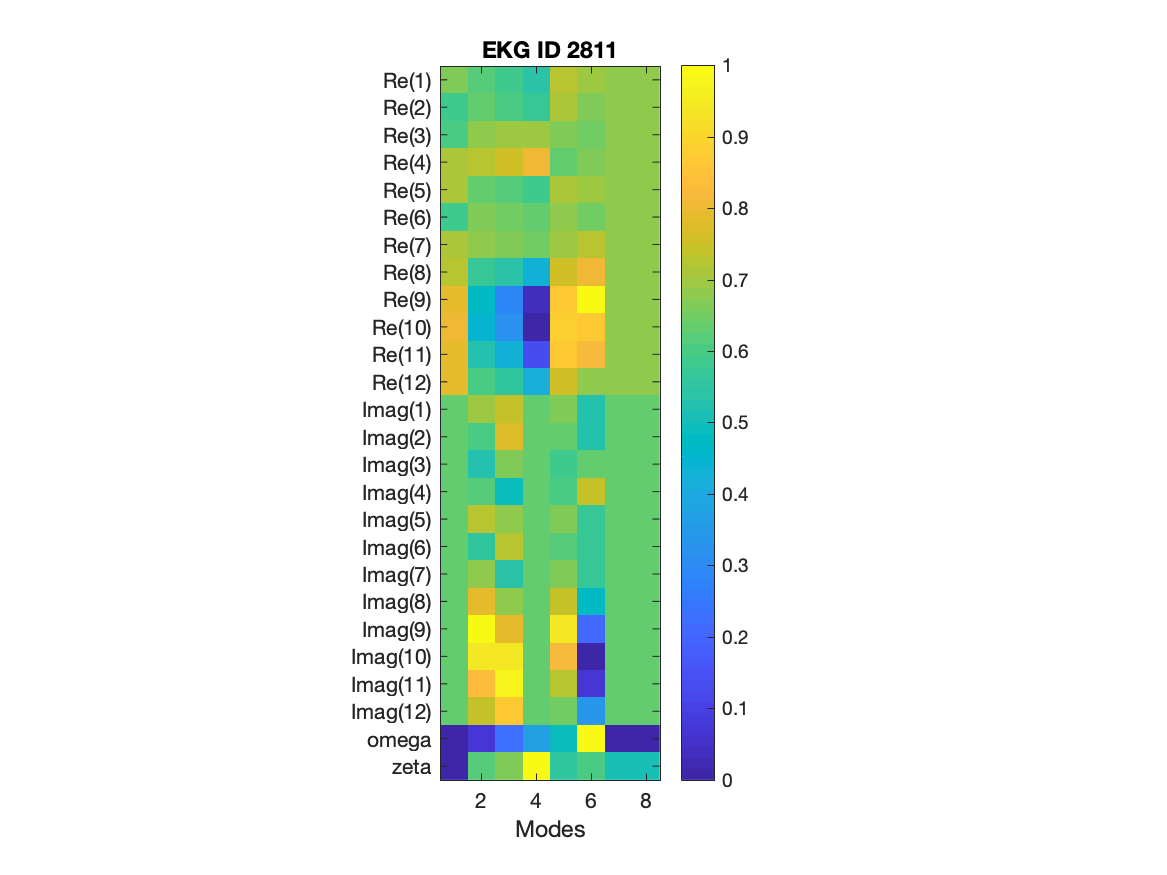 EKG ID 2811
Re(1)
Re(2)
Re(3)
Re(4)
Re(5)
Re(6)
Re(7)
Re(8)
Re(9)
Re(10)
Re(11)
Re(12)
Imag(1)
Imag(2)
Imag(3)
Imag(4)
Imag(5)
Imag(6)
Imag(7)
Imag(8)
Imag(9)
Imag(10)
Imag(11)
Imag(12)
omega
zeta
2 4 6 8
Modes
1
0.9
0.8
0.7
0.6
0.5
0.4
0.3
0.2
0.1
0